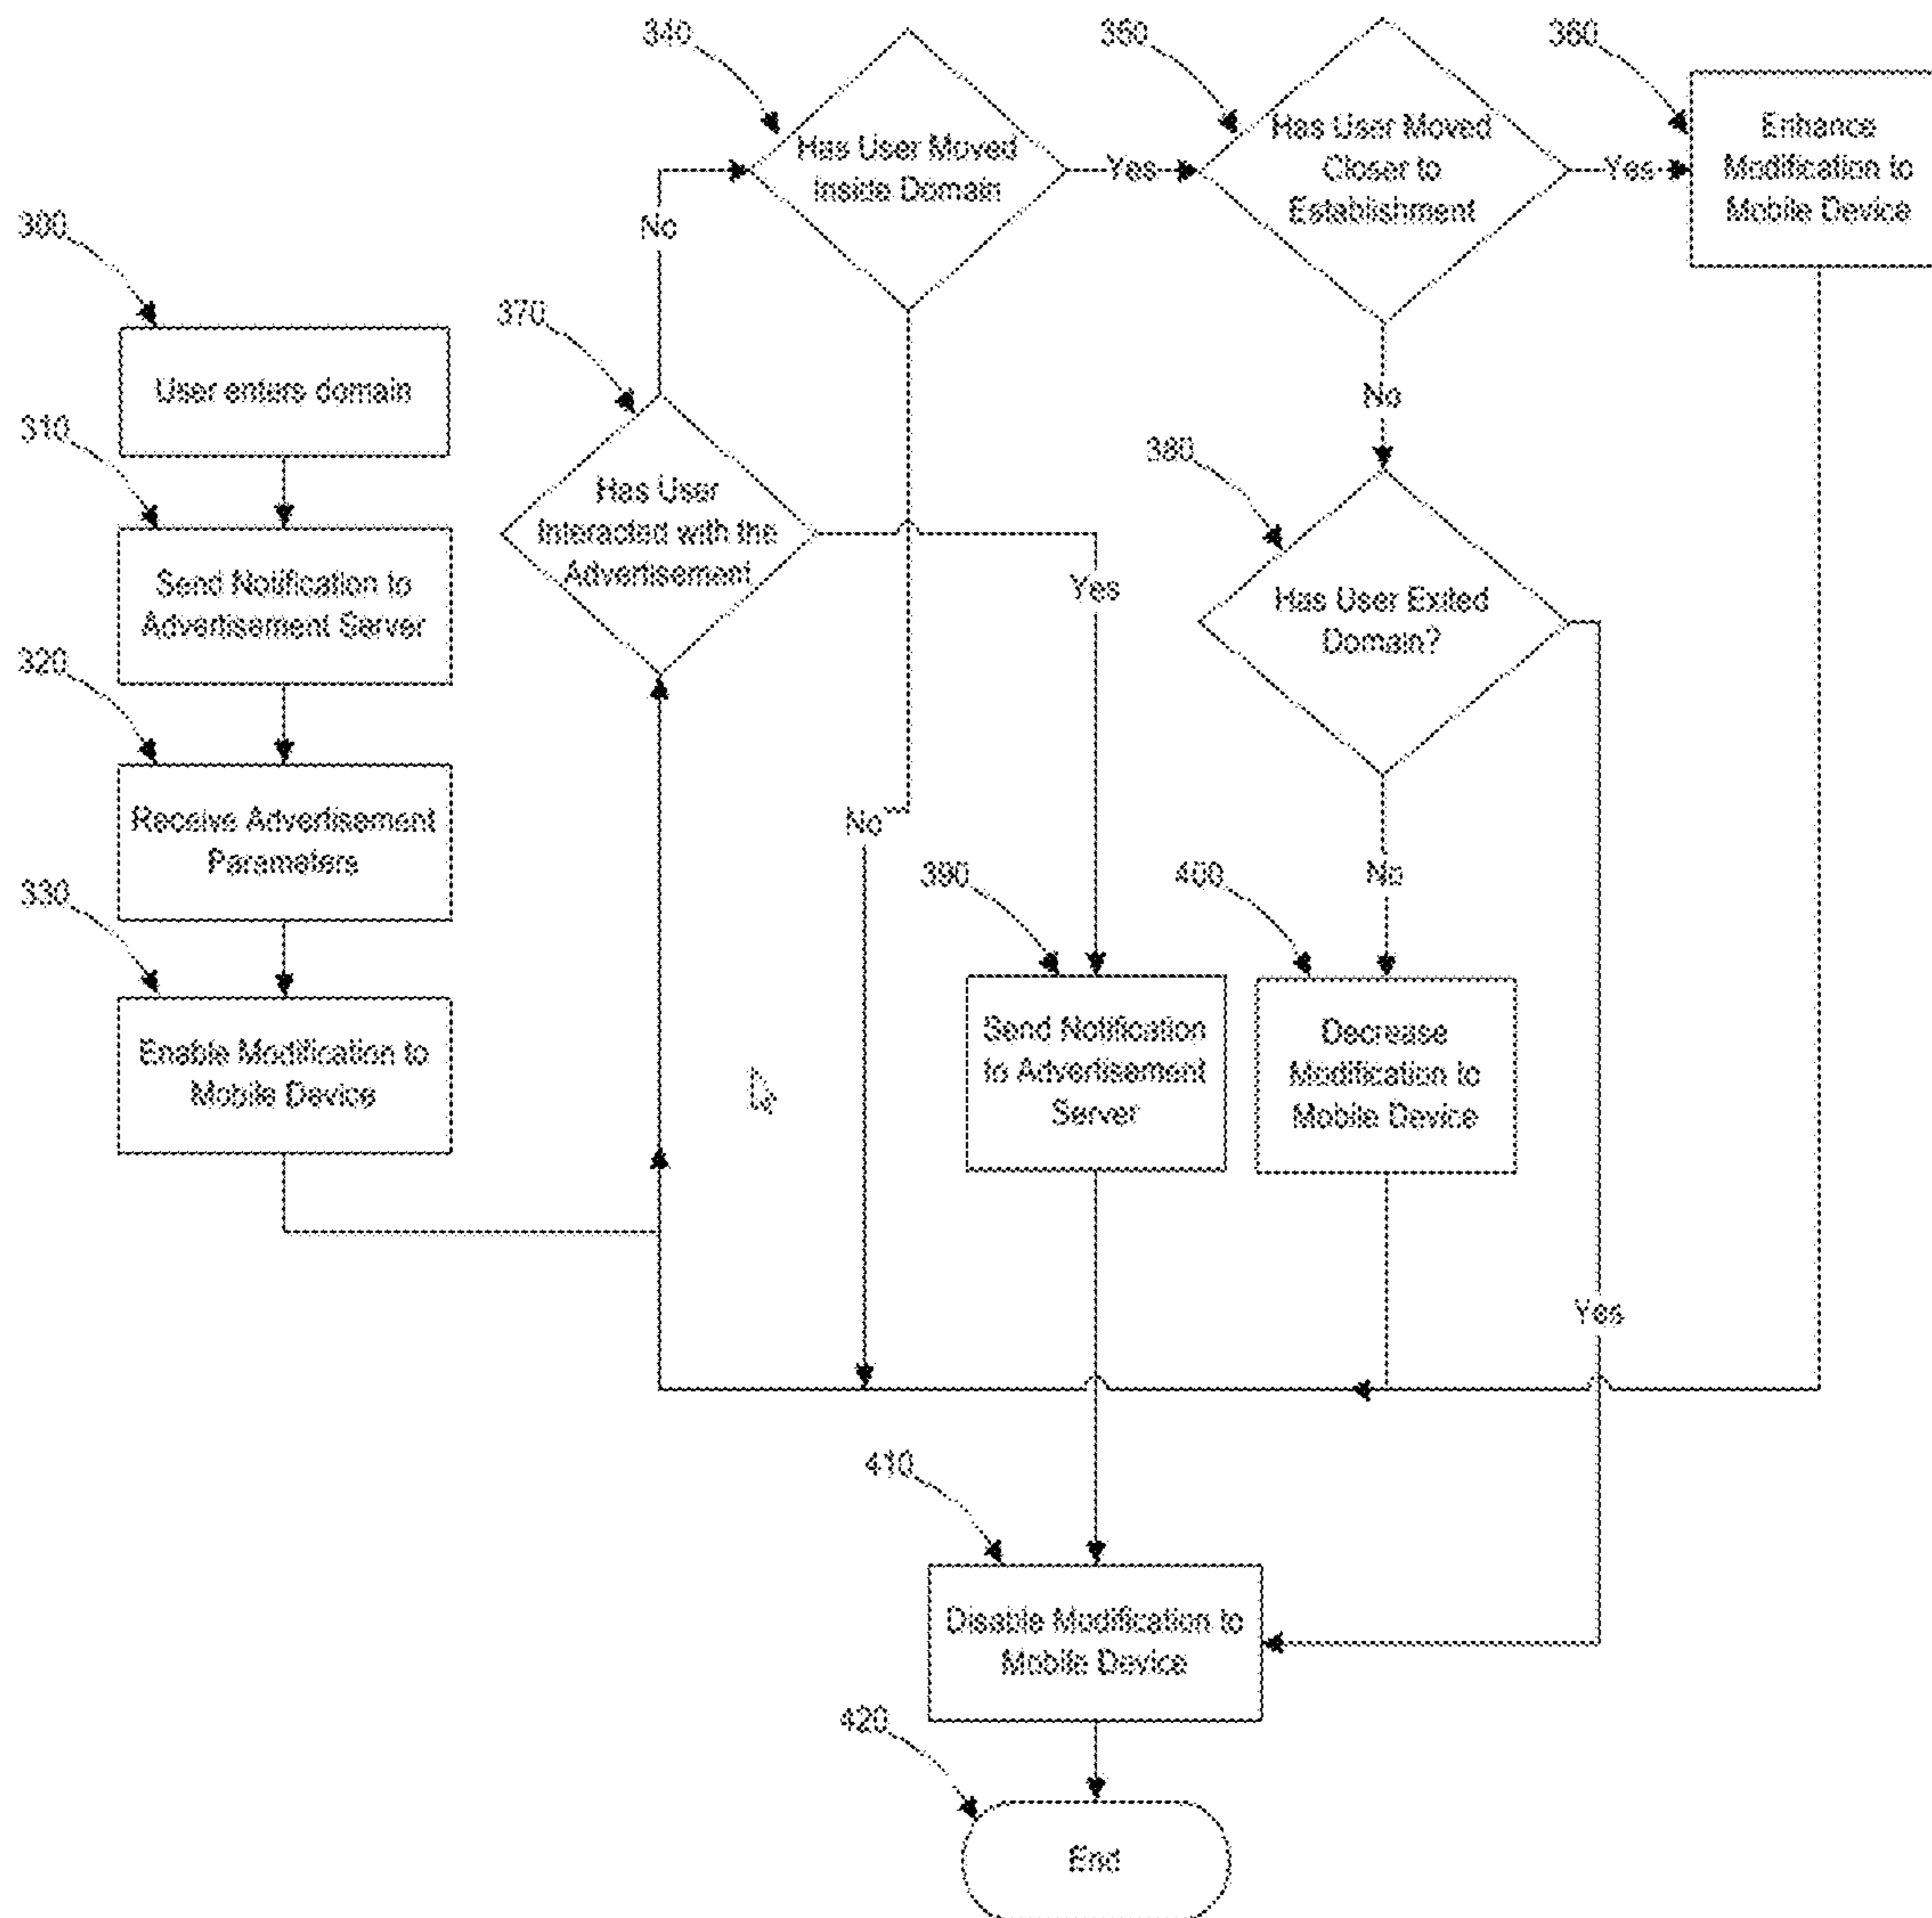 340
350
360
Has User Moved
Inside Domain
Yes
Has User Moved
Closer to
Establishment
Yes
Enhance
Modification to
Mobile Device
300
No
370
User enters domain
No
310
380
Has User
Interacted with the
Advertisement
Send Notification to
Advertisement Server
Yes
Has User Exited
Domain?
320
Receive Advertisement
Parameters
No
330
390
400
No
Enable Modification to
Mobile Device
Send Notification
to Advertisement
Server
Decrease
Modification to
Mobile Device
Yes
410
Disable Modification to
Mobile Device
420
End